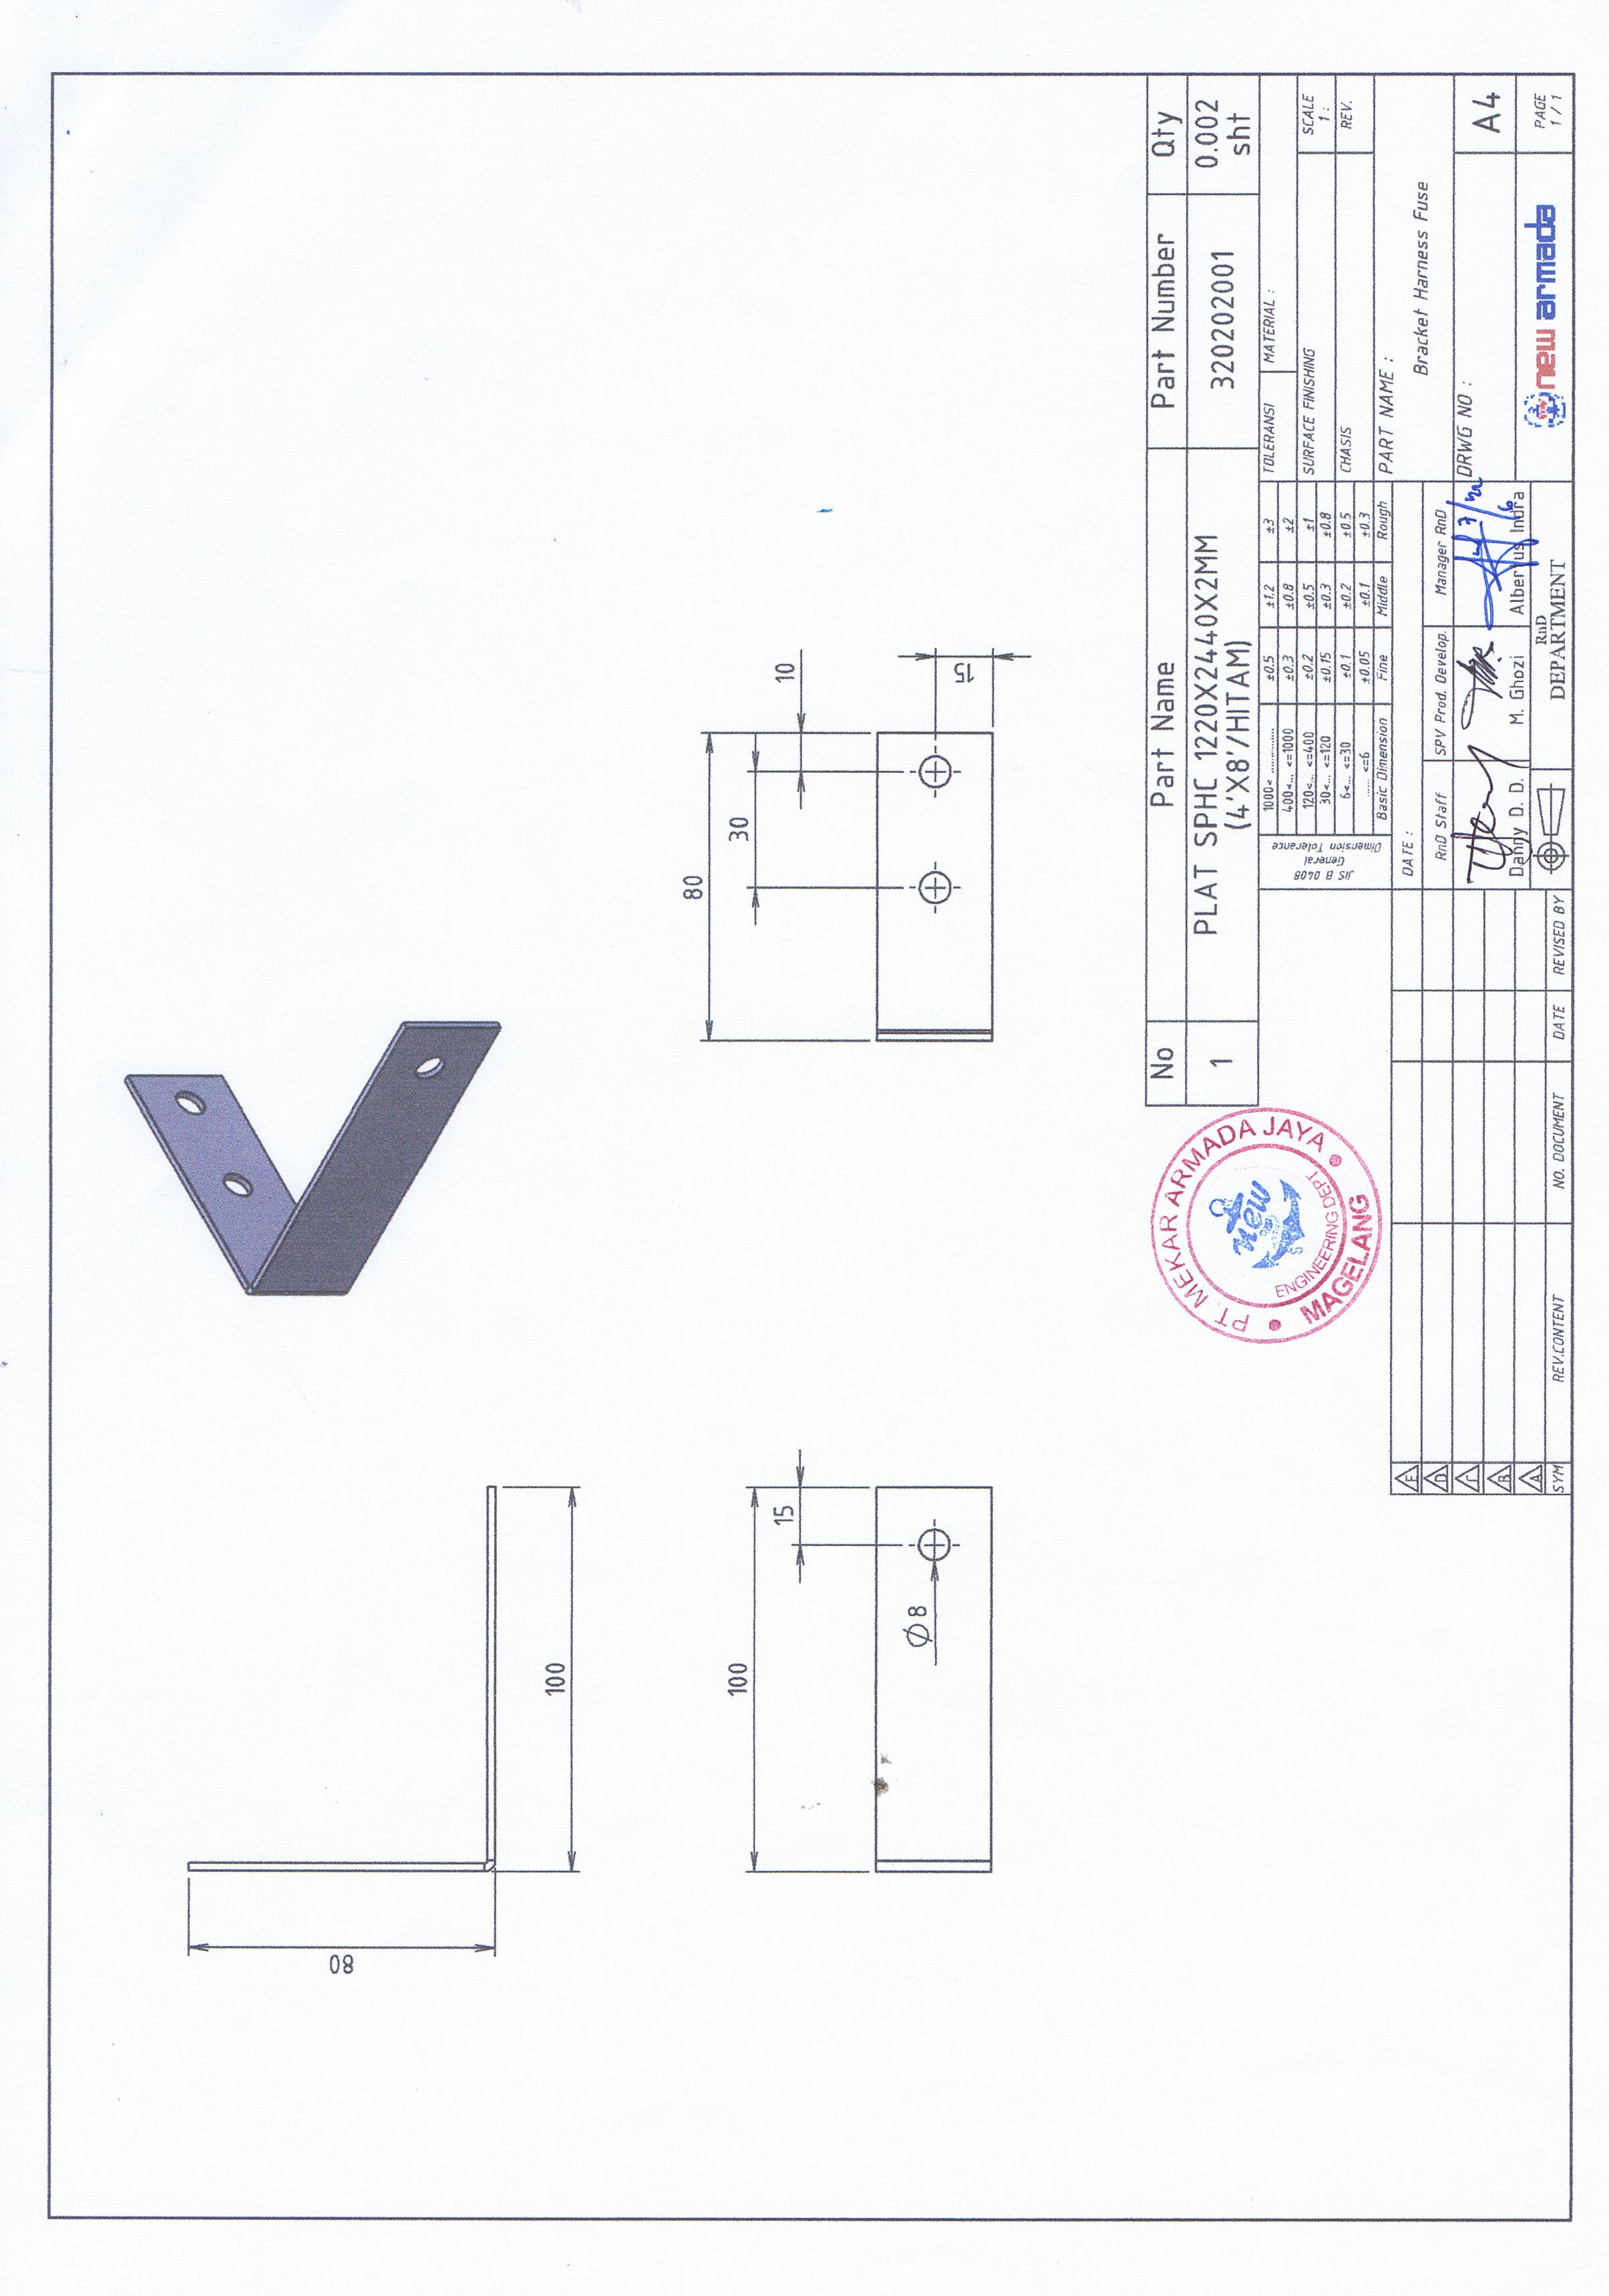 80
100
100
15
Ø8
80
30
10
15
No Part Name Part Number Qty
1 PLAT SPHC 1220X2440X2MM (4'X8'/HITAM) 320202001 0.002 sht
PT. MEKAR ARMADA JAYA
new
ENGINEERING DEPT
MAGELANG
JIS B 0408
General
Dimension Tolerance
1000< .............. ±0.5 ±1.2 ±3
400<... <=1000 ±0.3 ±0.8 ±2
120<... <=400 ±0.2 ±0.5 ±1
30<... <=120 ±0.15 ±0.3 ±0.8
6<... <=30 ±0.1 ±0.2 ±0.5
...... <=6 ±0.05 ±0.1 ±0.3
Basic Dimension Fine Middle Rough
TOLERANSI MATERIAL :
SURFACE FINISHING SCALE
1 :
CHASIS REV.
PART NAME :
Bracket Harness Fuse
DATE :
RnD Staff SPV Prod. Develop. Manager RnD
Danny D. D. M. Ghozi Albertus Indra
DRWG NO :
A4
RnD
DEPARTMENT
new armada
PAGE
1 / 1
E
D
B
A
SYM REV.CONTENT NO. DOCUMENT DATE REVISED BY